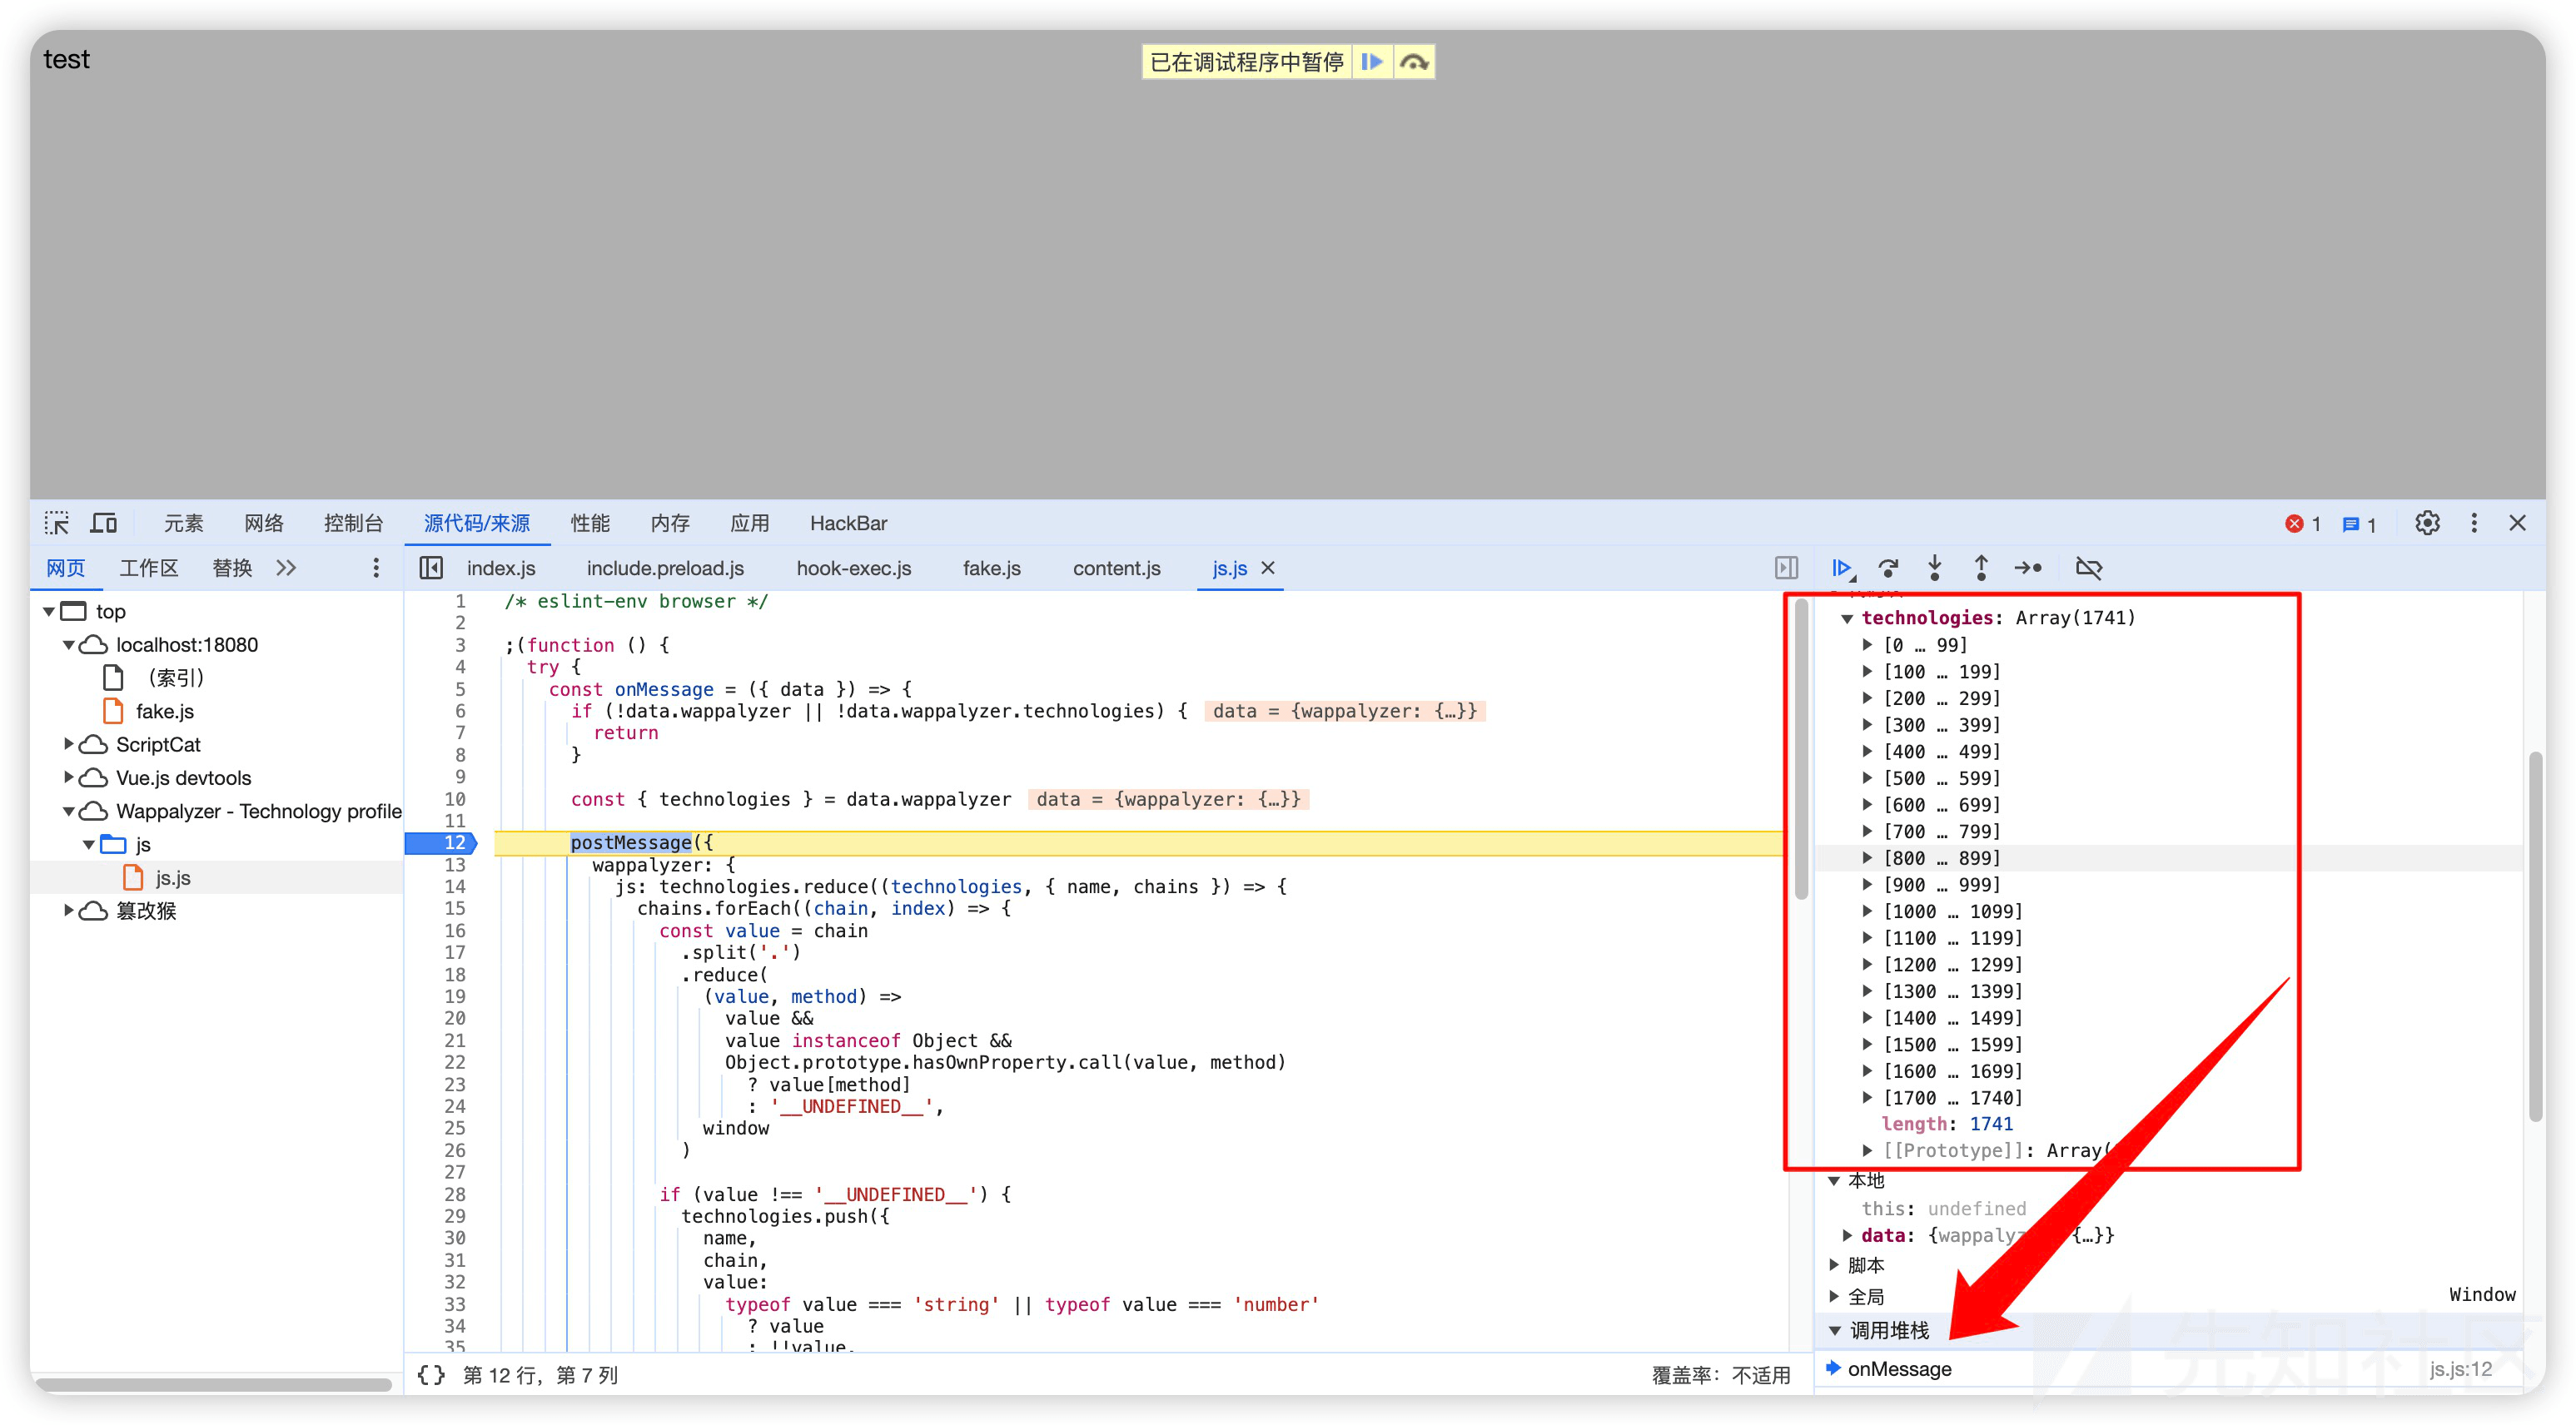 test
已在调试程序中暂停
元素 网络 控制台 源代码/来源 性能 内存 应用 HackBar 1 1
网页 工作区 替换
index.js include.preload.js hook-exec.js fake.js content.js js.js
top
localhost:18080
（索引）
fake.js
ScriptCat
Vue.js devtools
Wappalyzer - Technology profile
js
js.js
篡改猴
1 /* eslint-env browser */
2
3 ;(function () {
4 try {
5 const onMessage = ({ data }) => {
6 if (!data.wappalyzer || !data.wappalyzer.technologies) { data = {wappalyzer: {…}}
7 return
8 }
9
10 const { technologies } = data.wappalyzer data = {wappalyzer: {…}}
11
12 postMessage({
13 wappalyzer: {
14 js: technologies.reduce((technologies, { name, chains }) => {
15 chains.forEach((chain, index) => {
16 const value = chain
17 .split('.')
18 .reduce(
19 (value, method) =>
20 value &&
21 value instanceof Object &&
22 Object.prototype.hasOwnProperty.call(value, method)
23 ? value[method]
24 : '__UNDEFINED__',
25 window
26 )
27
28 if (value !== '__UNDEFINED__') {
29 technologies.push({
30 name,
31 chain,
32 value:
33 typeof value === 'string' || typeof value === 'number'
34 ? value
35 : !!value,
{} 第 12 行，第 7 列 覆盖率：不适用
technologies: Array(1741)
[0 … 99]
[100 … 199]
[200 … 299]
[300 … 399]
[400 … 499]
[500 … 599]
[600 … 699]
[700 … 799]
[800 … 899]
[900 … 999]
[1000 … 1099]
[1100 … 1199]
[1200 … 1299]
[1300 … 1399]
[1400 … 1499]
[1500 … 1599]
[1600 … 1699]
[1700 … 1740]
length: 1741
[[Prototype]]: Array(
本地
this: undefined
data: {wappalyz {…}}
脚本
全局 Window
调用堆栈
onMessage js.js:12
先知社区